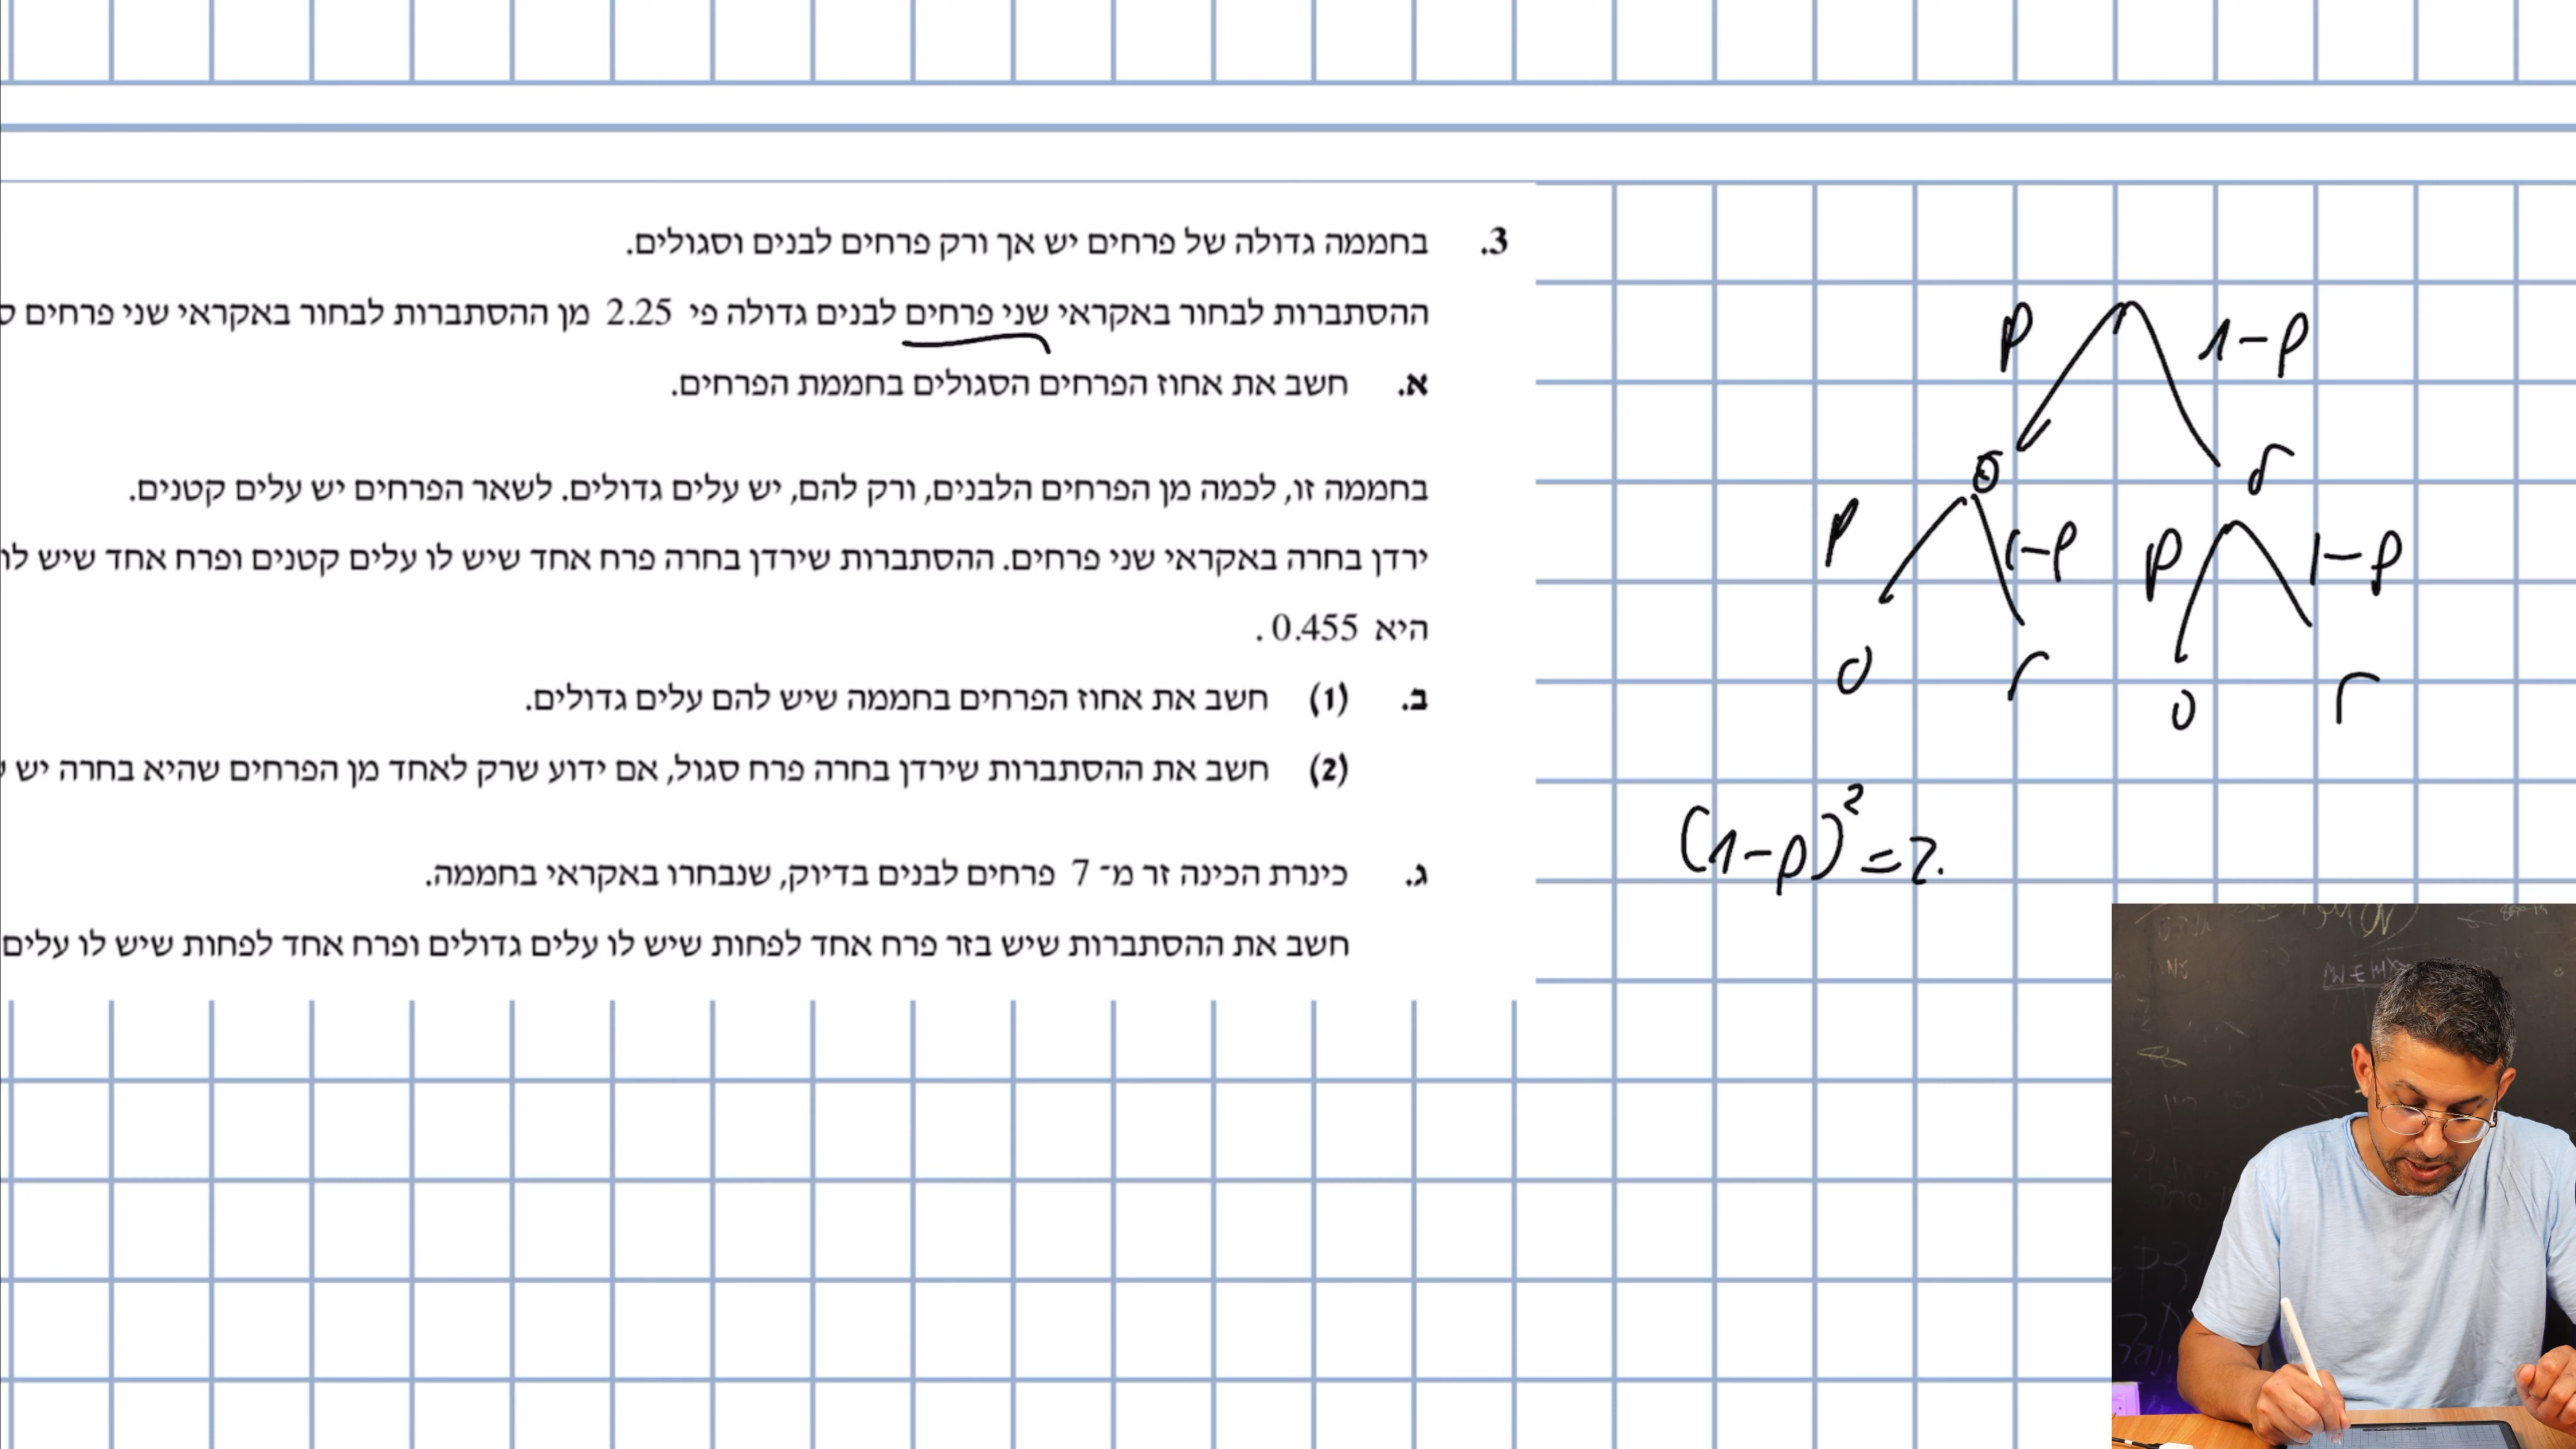 3. בחממה גדולה של פרחים יש אך ורק פרחים לבנים וסגולים.
ההסתברות לבחור באקראי שני פרחים לבנים גדולה פי 2.25 מן ההסתברות לבחור באקראי שני פרחים
א. חשב את אחוז הפרחים הסגולים בחממת הפרחים.
בחממה זו, לכמה מן הפרחים הלבנים, ורק להם, יש עלים גדולים. לשאר הפרחים יש עלים קטנים.
ירדן בחרה באקראי שני פרחים. ההסתברות שירדן בחרה פרח אחד שיש לו עלים קטנים ופרח אחד שיש לו
היא 0.455 .
ב. (1) חשב את אחוז הפרחים בחממה שיש להם עלים גדולים.
(2) חשב את ההסתברות שירדן בחרה פרח סגול, אם ידוע שרק לאחד מן הפרחים שהיא בחרה יש
ג. כינרת הכינה זר מ־ 7 פרחים לבנים בדיוק, שנבחרו באקראי בחממה.
חשב את ההסתברות שיש בזר פרח אחד לפחות שיש לו עלים גדולים ופרח אחד לפחות שיש לו עלים
p 1-p
p 1-p p 1-p
(1-p)² = 2.